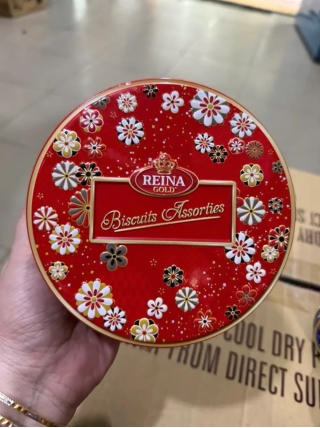 REINA
GOLD
Biscuits Assorties
COOL DRY
FROM DIRECT SU